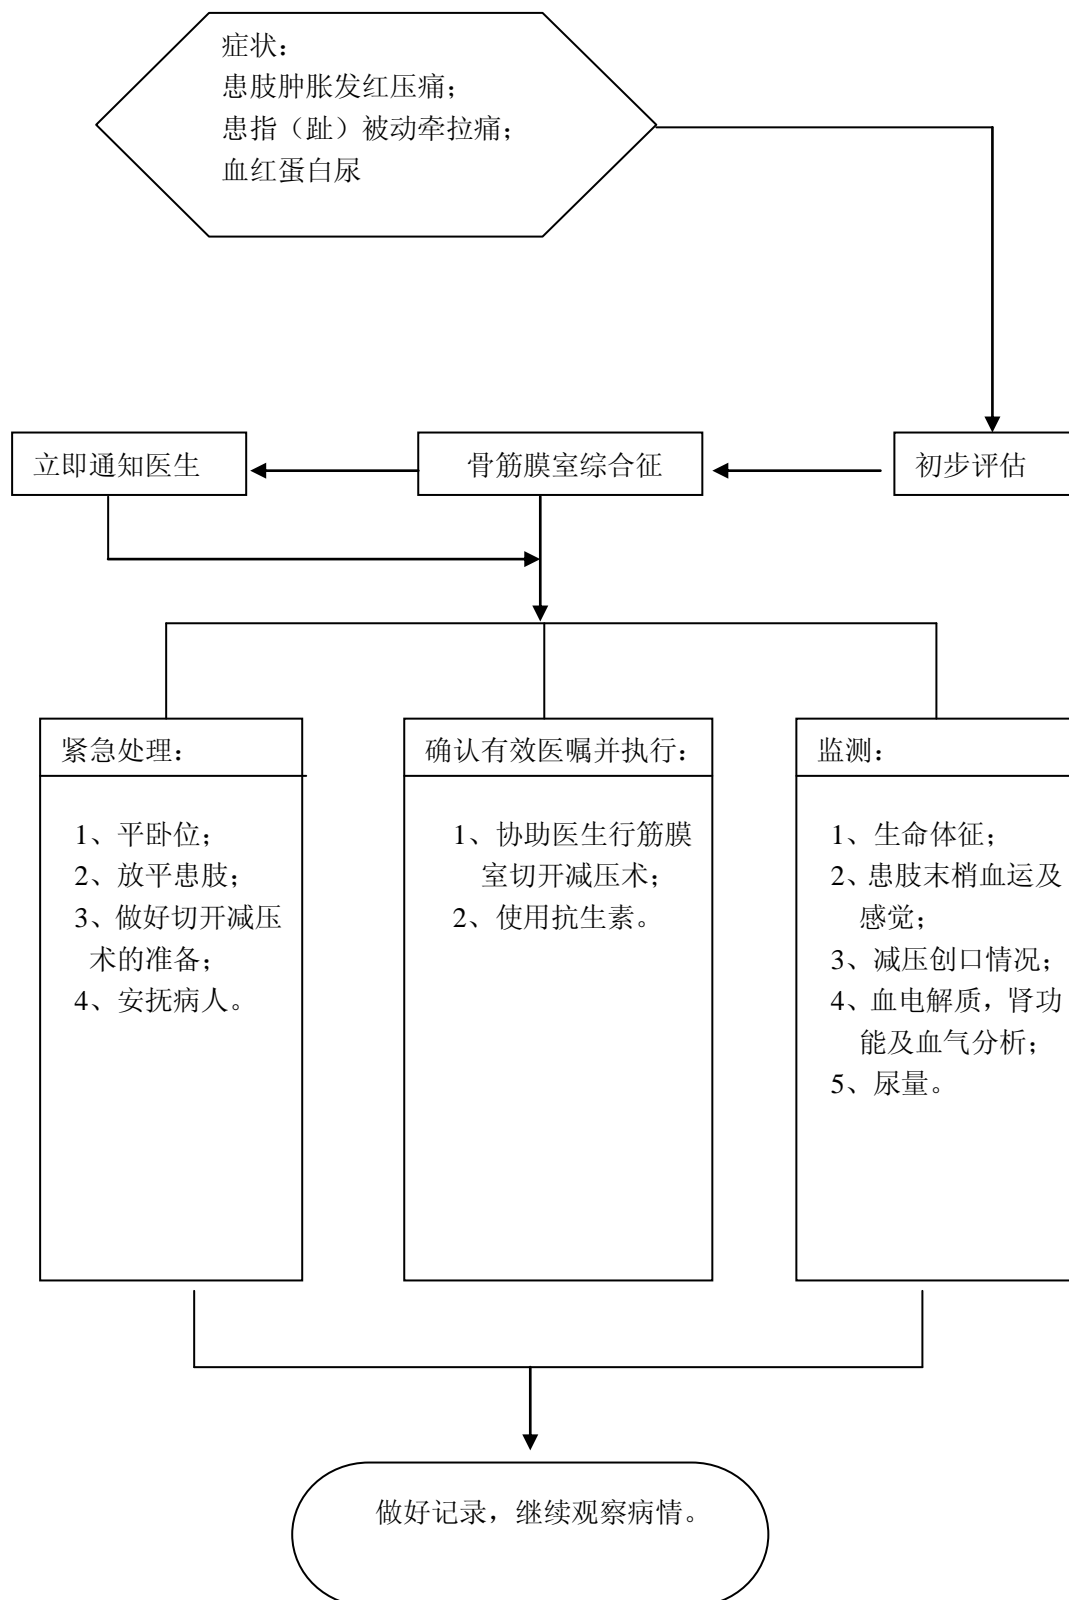 症状：
患肢肿胀发红压痛；
患指（趾）被动牵拉痛；
血红蛋白尿
立即通知医生
骨筋膜室综合征
初步评估
紧急处理：
1、平卧位；
2、放平患肢；
3、做好切开减压
术的准备；
4、安抚病人。
确认有效医嘱并执行：
1、协助医生行筋膜
室切开减压术；
2、使用抗生素。
监测：
1、生命体征；
2、患肢末梢血运及
感觉；
3、减压创口情况；
4、血电解质，肾功
能及血气分析；
5、尿量。
做好记录，继续观察病情。